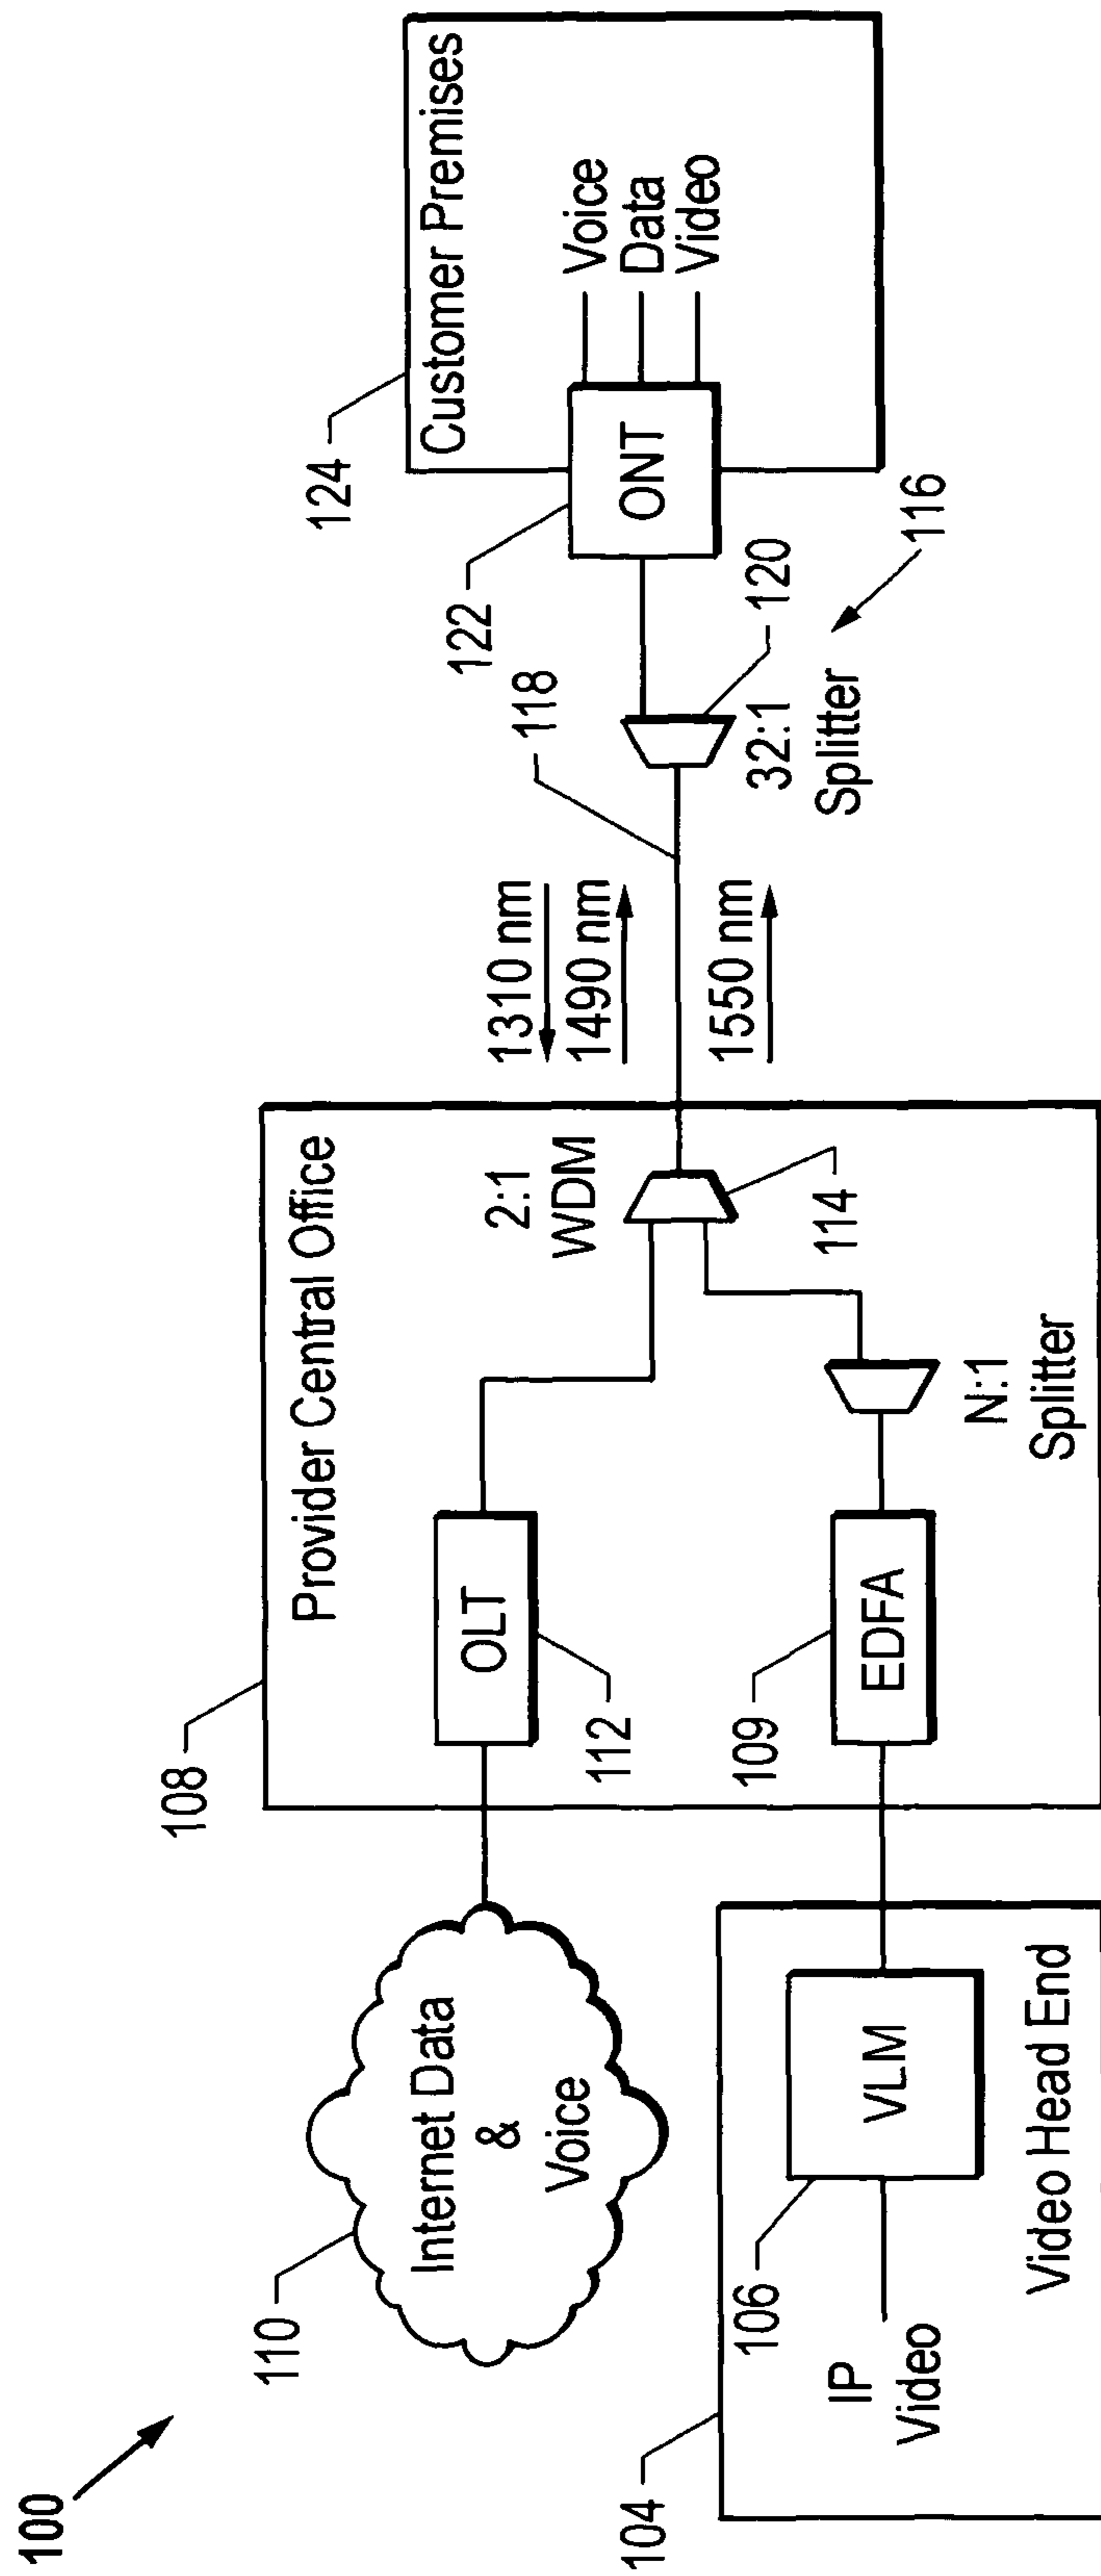 100
110
Internet Data
&
Voice
104
106
IP
Video
VLM
Video Head End
108
Provider Central Office
OLT
112
109
EDFA
N:1
Splitter
2:1
WDM
114
1310 nm
1490 nm
1550 nm
118
32:1
Splitter
120
116
122
ONT
124
Customer Premises
Voice
Data
Video